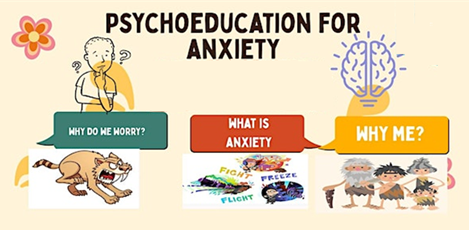 PSYCHOEDUCATION FOR
ANXIETY
? ?
WHY DO WE WORRY?
WHAT IS
ANXIETY
WHY ME?
FIGHT
FREEZE
FLIGHT